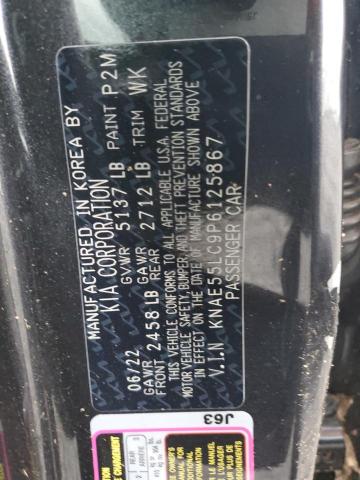 MANUFACTURED IN KOREA BY
KIA CORPORATION
GVWR 5137 LB PAINT P2M
06/22
GAWR FRONT 2458 LB GAWR REAR 2712 LB TRIM WK
THIS VEHICLE CONFORMS TO ALL APPLICABLE U.S.A. FEDERAL
MOTOR VEHICLE SAFETY, BUMPER AND THEFT PREVENTION STANDARDS
IN EFFECT ON THE DATE OF MANUFACTURE SHOWN ABOVE
V.I.N KNAE55LC9P6125867
PASSENGER CAR
J63
REAR
ARRIÈRE